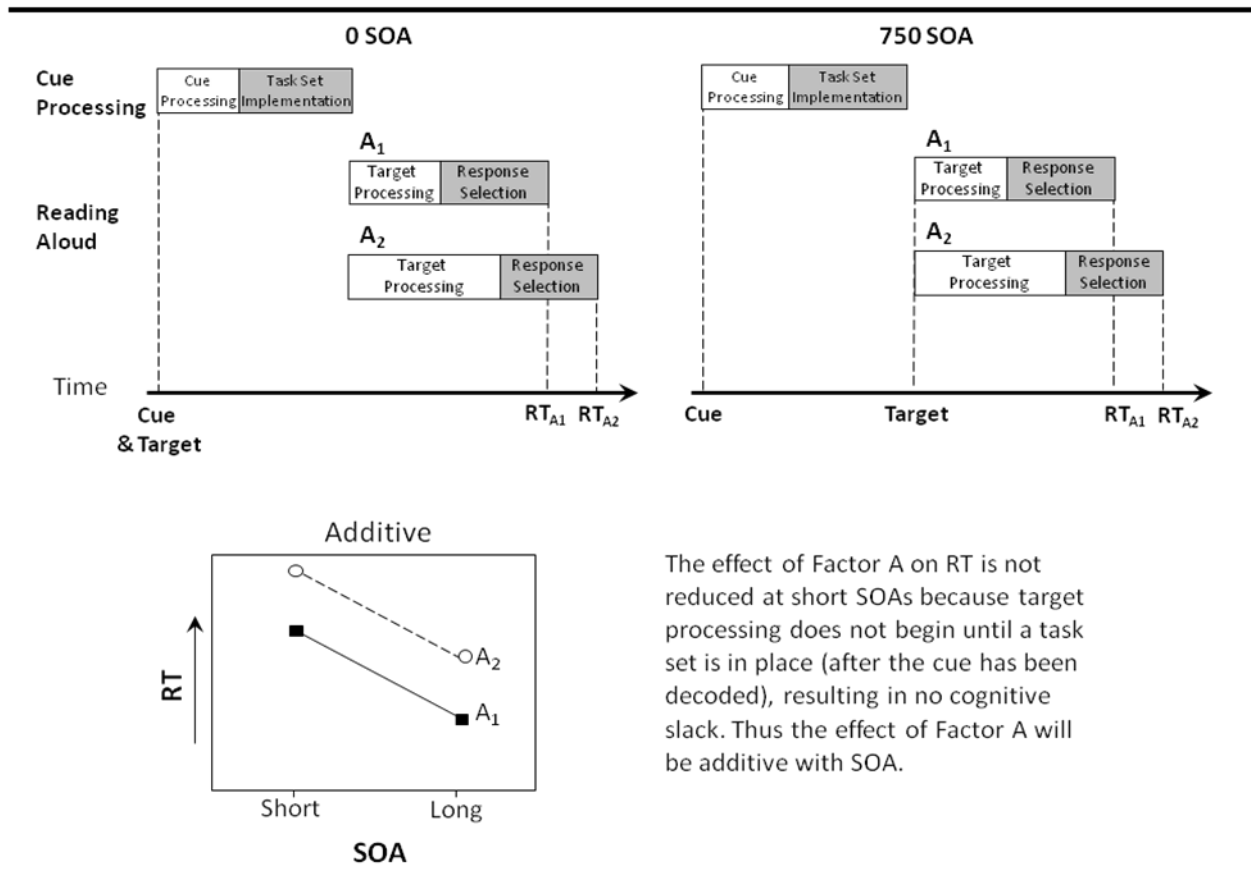 0 SOA
750 SOA
Cue
Processing
Cue
Processing
Task Set
Implementation
Cue
Processing
Task Set
Implementation
Reading
Aloud
A₁
Target
Processing
Response
Selection
A₂
Target
Processing
Response
Selection
A₁
Target
Processing
Response
Selection
A₂
Target
Processing
Response
Selection
Time
Cue
& Target
RT_A1
RT_A2
Cue
Target
RT_A1
RT_A2
Additive
RT
A₂
A₁
Short
Long
SOA
The effect of Factor A on RT is not
reduced at short SOAs because target
processing does not begin until a task
set is in place (after the cue has been
decoded), resulting in no cognitive
slack. Thus the effect of Factor A will
be additive with SOA.